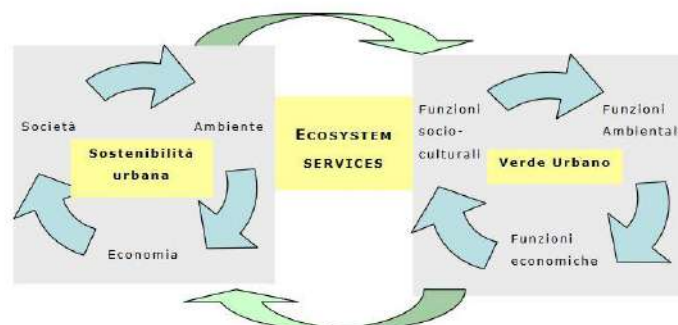 Società
Ambiente
Sostenibilità
urbana
Economia
ECOSYSTEM
SERVICES
Funzioni
socio-
culturali
Funzioni
Ambiental
Verde Urbano
Funzioni
economiche